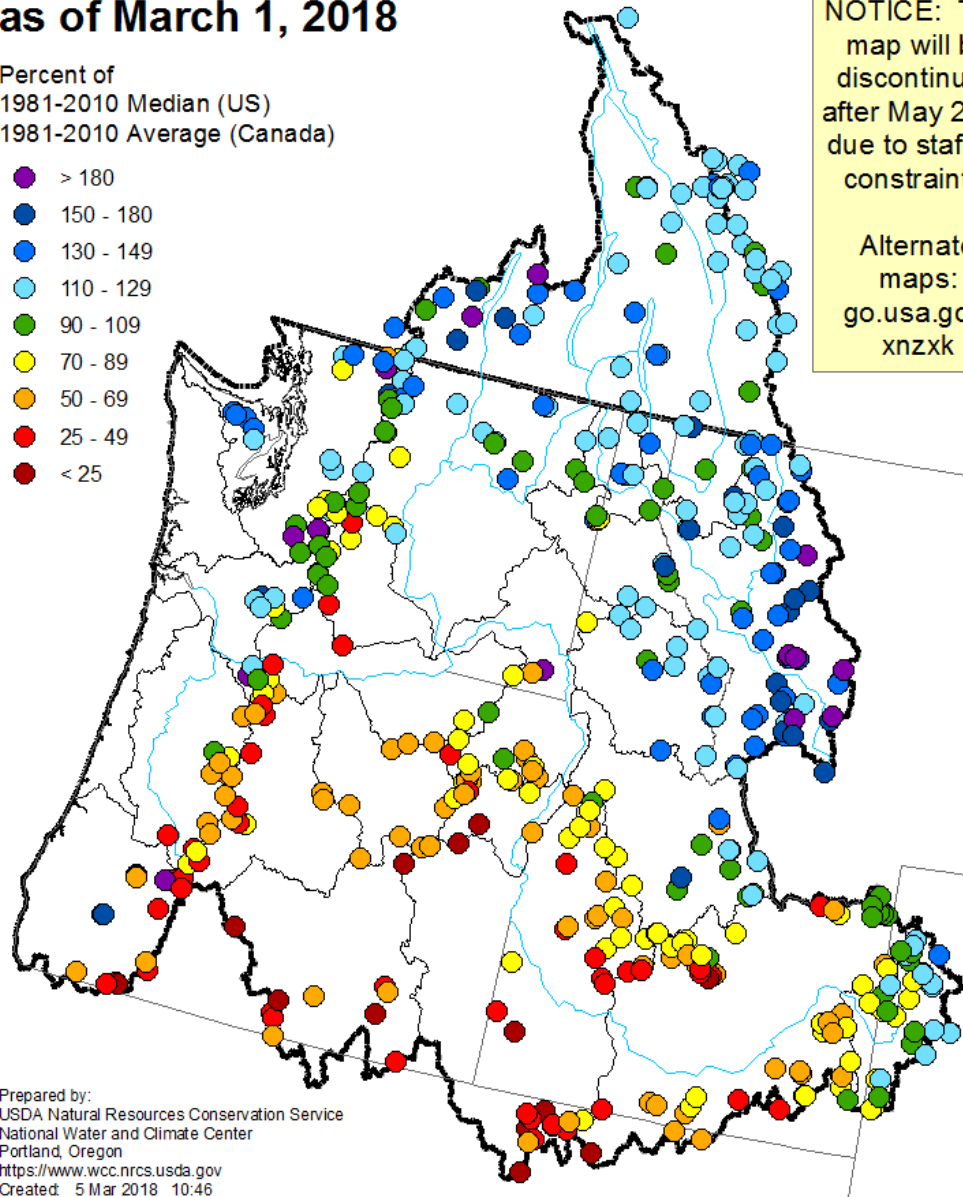 as of March 1, 2018
Percent of
1981-2010 Median (US)
1981-2010 Average (Canada)
> 180
150 - 180
130 - 149
110 - 129
90 - 109
70 - 89
50 - 69
25 - 49
< 25
NOTICE:
map will
discontinu
after May 2
due to staf
constrain
Alternat
maps:
go.usa.go
xnzxk
Prepared by:
USDA Natural Resources Conservation Service
National Water and Climate Center
Portland, Oregon
https://www.wcc.nrcs.usda.gov
Created: 5 Mar 2018 10:46